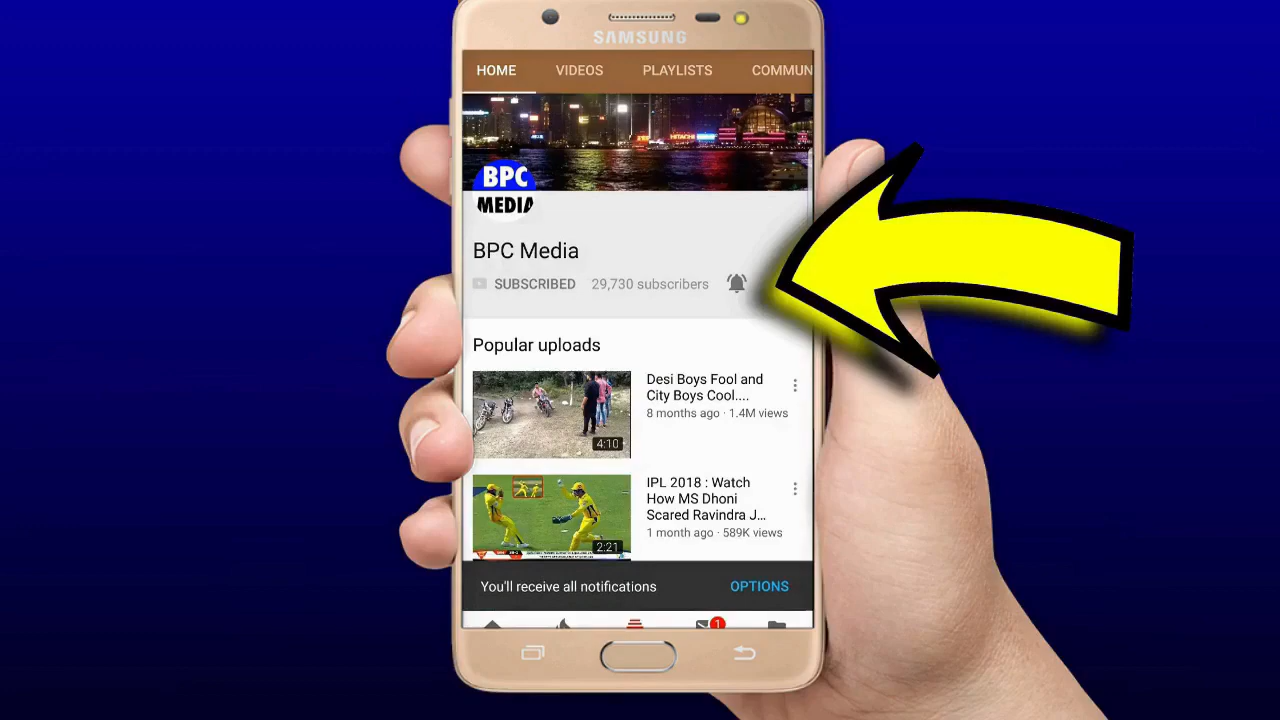 SAMSUNG
HOME VIDEOS PLAYLISTS COMMUN
HITACHI
BPC
MEDIA
BPC Media
SUBSCRIBED 29,730 subscribers
Popular uploads
Desi Boys Fool and
City Boys Cool....
8 months ago · 1.4M views
4:10
IPL 2018 : Watch
How MS Dhoni
Scared Ravindra J...
1 month ago · 589K views
2:21
You'll receive all notifications OPTIONS
1